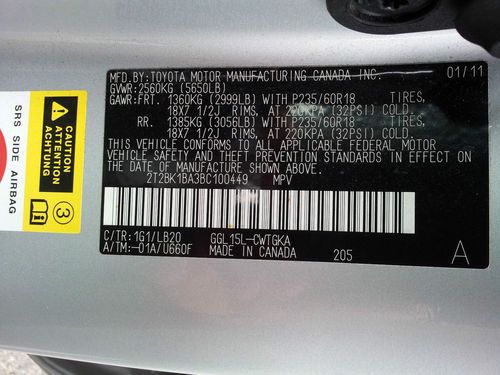 MFD.BY: TOYOTA MOTOR MANUFACTURING CANADA INC. 01/11
GVWR: 2560KG (5650LB)
GAWR: FRT. 1360KG (2999LB) WITH P235/60R18 TIRES,
18X7 1/2J RIMS, AT 220KPA (32PSI) COLD.
RR. 1385KG (3056LB) WITH P235/60R18 TIRES,
18X7 1/2J RIMS, AT 220KPA (32PSI) COLD.
THIS VEHICLE CONFORMS TO ALL APPLICABLE FEDERAL MOTOR
VEHICLE SAFETY AND THEFT PREVENTION STANDARDS IN EFFECT ON
THE DATE OF MANUFACTURE SHOWN ABOVE.
2T2BK1BA3BC100449 MPV
C/TR: 1G1/LB20 GGL15L-CWTGKA
A/TM: -01A/U660F MADE IN CANADA 205 A
SRS SIDE AIRBAG
CAUTION
ATTENTION
ACHTUNG
3